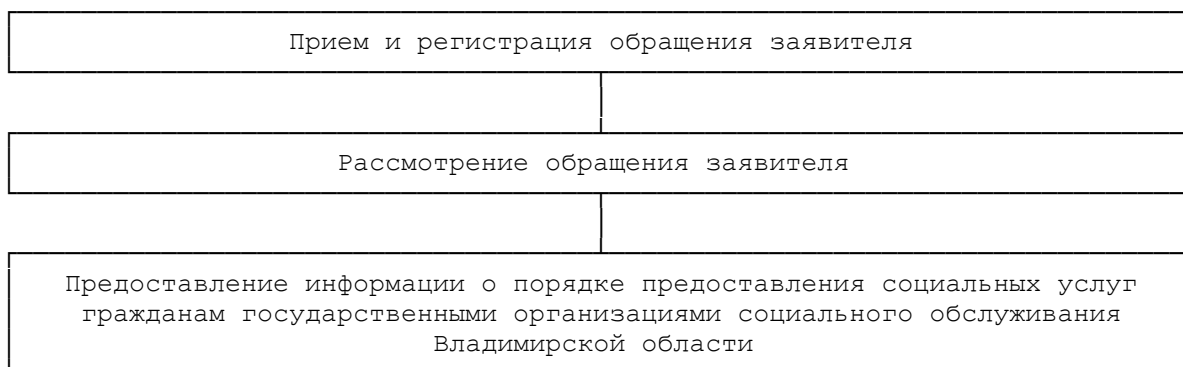 Прием и регистрация обращения заявителя
Рассмотрение обращения заявителя
Предоставление информации о порядке предоставления социальных услуг
гражданам государственными организациями социального обслуживания
Владимирской области